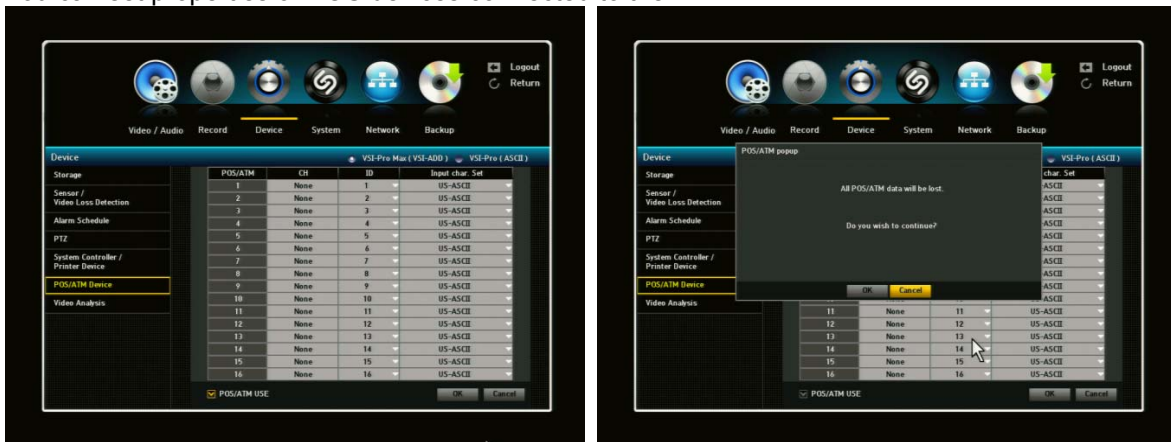 Logout
Return
Video / Audio Record Device System Network Backup
Device VSI-Pro Max ( VSI-ADD ) VSI-Pro ( ASCII )
Storage
Sensor /
Video Loss Detection
Alarm Schedule
PTZ
System Controller /
Printer Device
POS/ATM Device
Video Analysis
POS/ATM CH ID Input char. Set
1 None 1 US-ASCII
2 None 2 US-ASCII
3 None 3 US-ASCII
4 None 4 US-ASCII
5 None 5 US-ASCII
6 None 6 US-ASCII
7 None 7 US-ASCII
8 None 8 US-ASCII
9 None 9 US-ASCII
10 None 10 US-ASCII
11 None 11 US-ASCII
12 None 12 US-ASCII
13 None 13 US-ASCII
14 None 14 US-ASCII
15 None 15 US-ASCII
16 None 16 US-ASCII
POS/ATM USE OK Cancel
Logout
Return
Video / Audio Record Device System Network Backup
Device VSI-Pro ( ASCII )
Storage
Sensor /
Video Loss Detection
Alarm Schedule
PTZ
System Controller /
Printer Device
POS/ATM Device
Video Analysis
POS/ATM popup
All POS/ATM data will be lost.
Do you wish to continue?
OK Cancel
char. Set
ASCII
ASCII
ASCII
ASCII
ASCII
ASCII
ASCII
ASCII
ASCII
11 None 11 US-ASCII
12 None 12 US-ASCII
13 None 13 US-ASCII
14 None 14 US-ASCII
15 None 15 US-ASCII
16 None 16 US-ASCII
POS/ATM USE OK Cancel